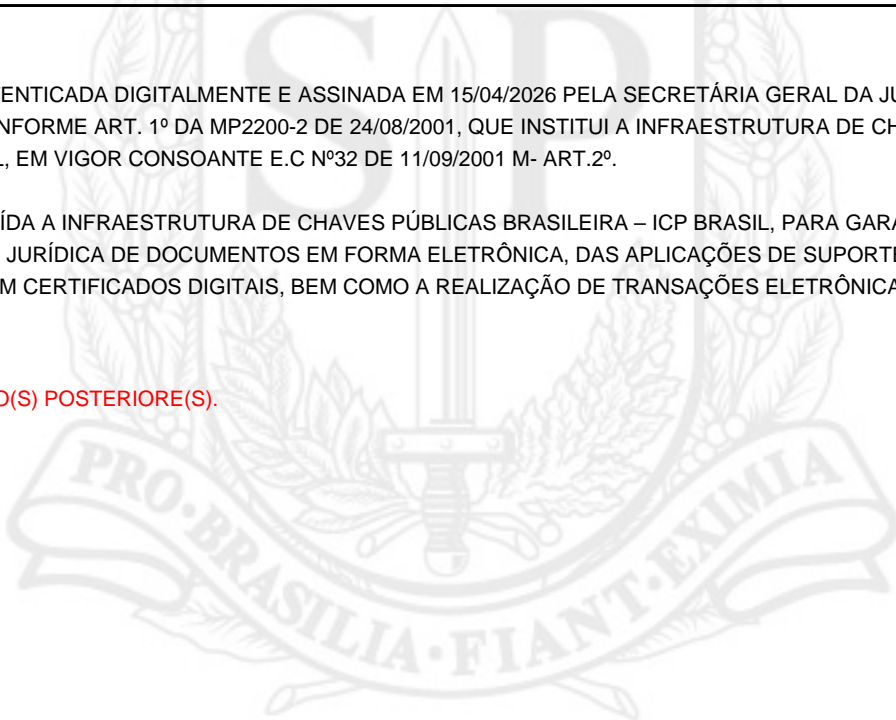 ENTICADA DIGITALMENTE E ASSINADA EM 15/04/2026 PELA SECRETÁRIA GERAL DA JU
NFORME ART. 1º DA MP2200-2 DE 24/08/2001, QUE INSTITUI A INFRAESTRUTURA DE CH
L, EM VIGOR CONSOANTE E.C Nº32 DE 11/09/2001 M- ART.2º.
ÍDA A INFRAESTRUTURA DE CHAVES PÚBLICAS BRASILEIRA – ICP BRASIL, PARA GARA
JURÍDICA DE DOCUMENTOS EM FORMA ELETRÔNICA, DAS APLICAÇÕES DE SUPORTE
M CERTIFICADOS DIGITAIS, BEM COMO A REALIZAÇÃO DE TRANSAÇÕES ELETRÔNICA
O(S) POSTERIORE(S).
SP
PRO·BRASILIA·FIANT·EXIMIA